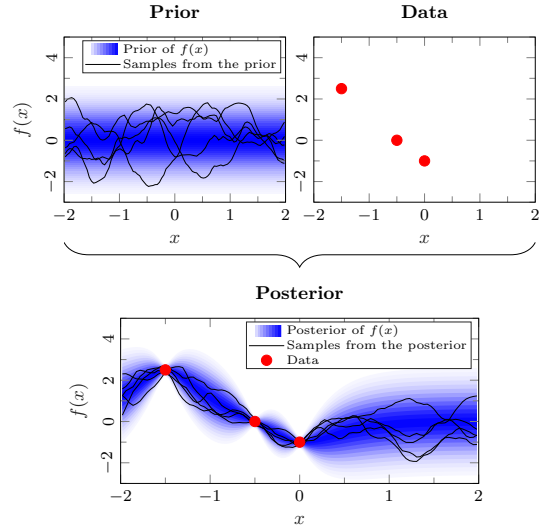 Prior
Data
Prior of f(x)
Samples from the prior
4
2
0
−2
f(x)
−2 −1 0 1 2
x
4
2
0
−2
−2 −1 0 1 2
x
Posterior
Posterior of f(x)
Samples from the posterior
Data
4
2
0
−2
f(x)
−2 −1 0 1 2
x